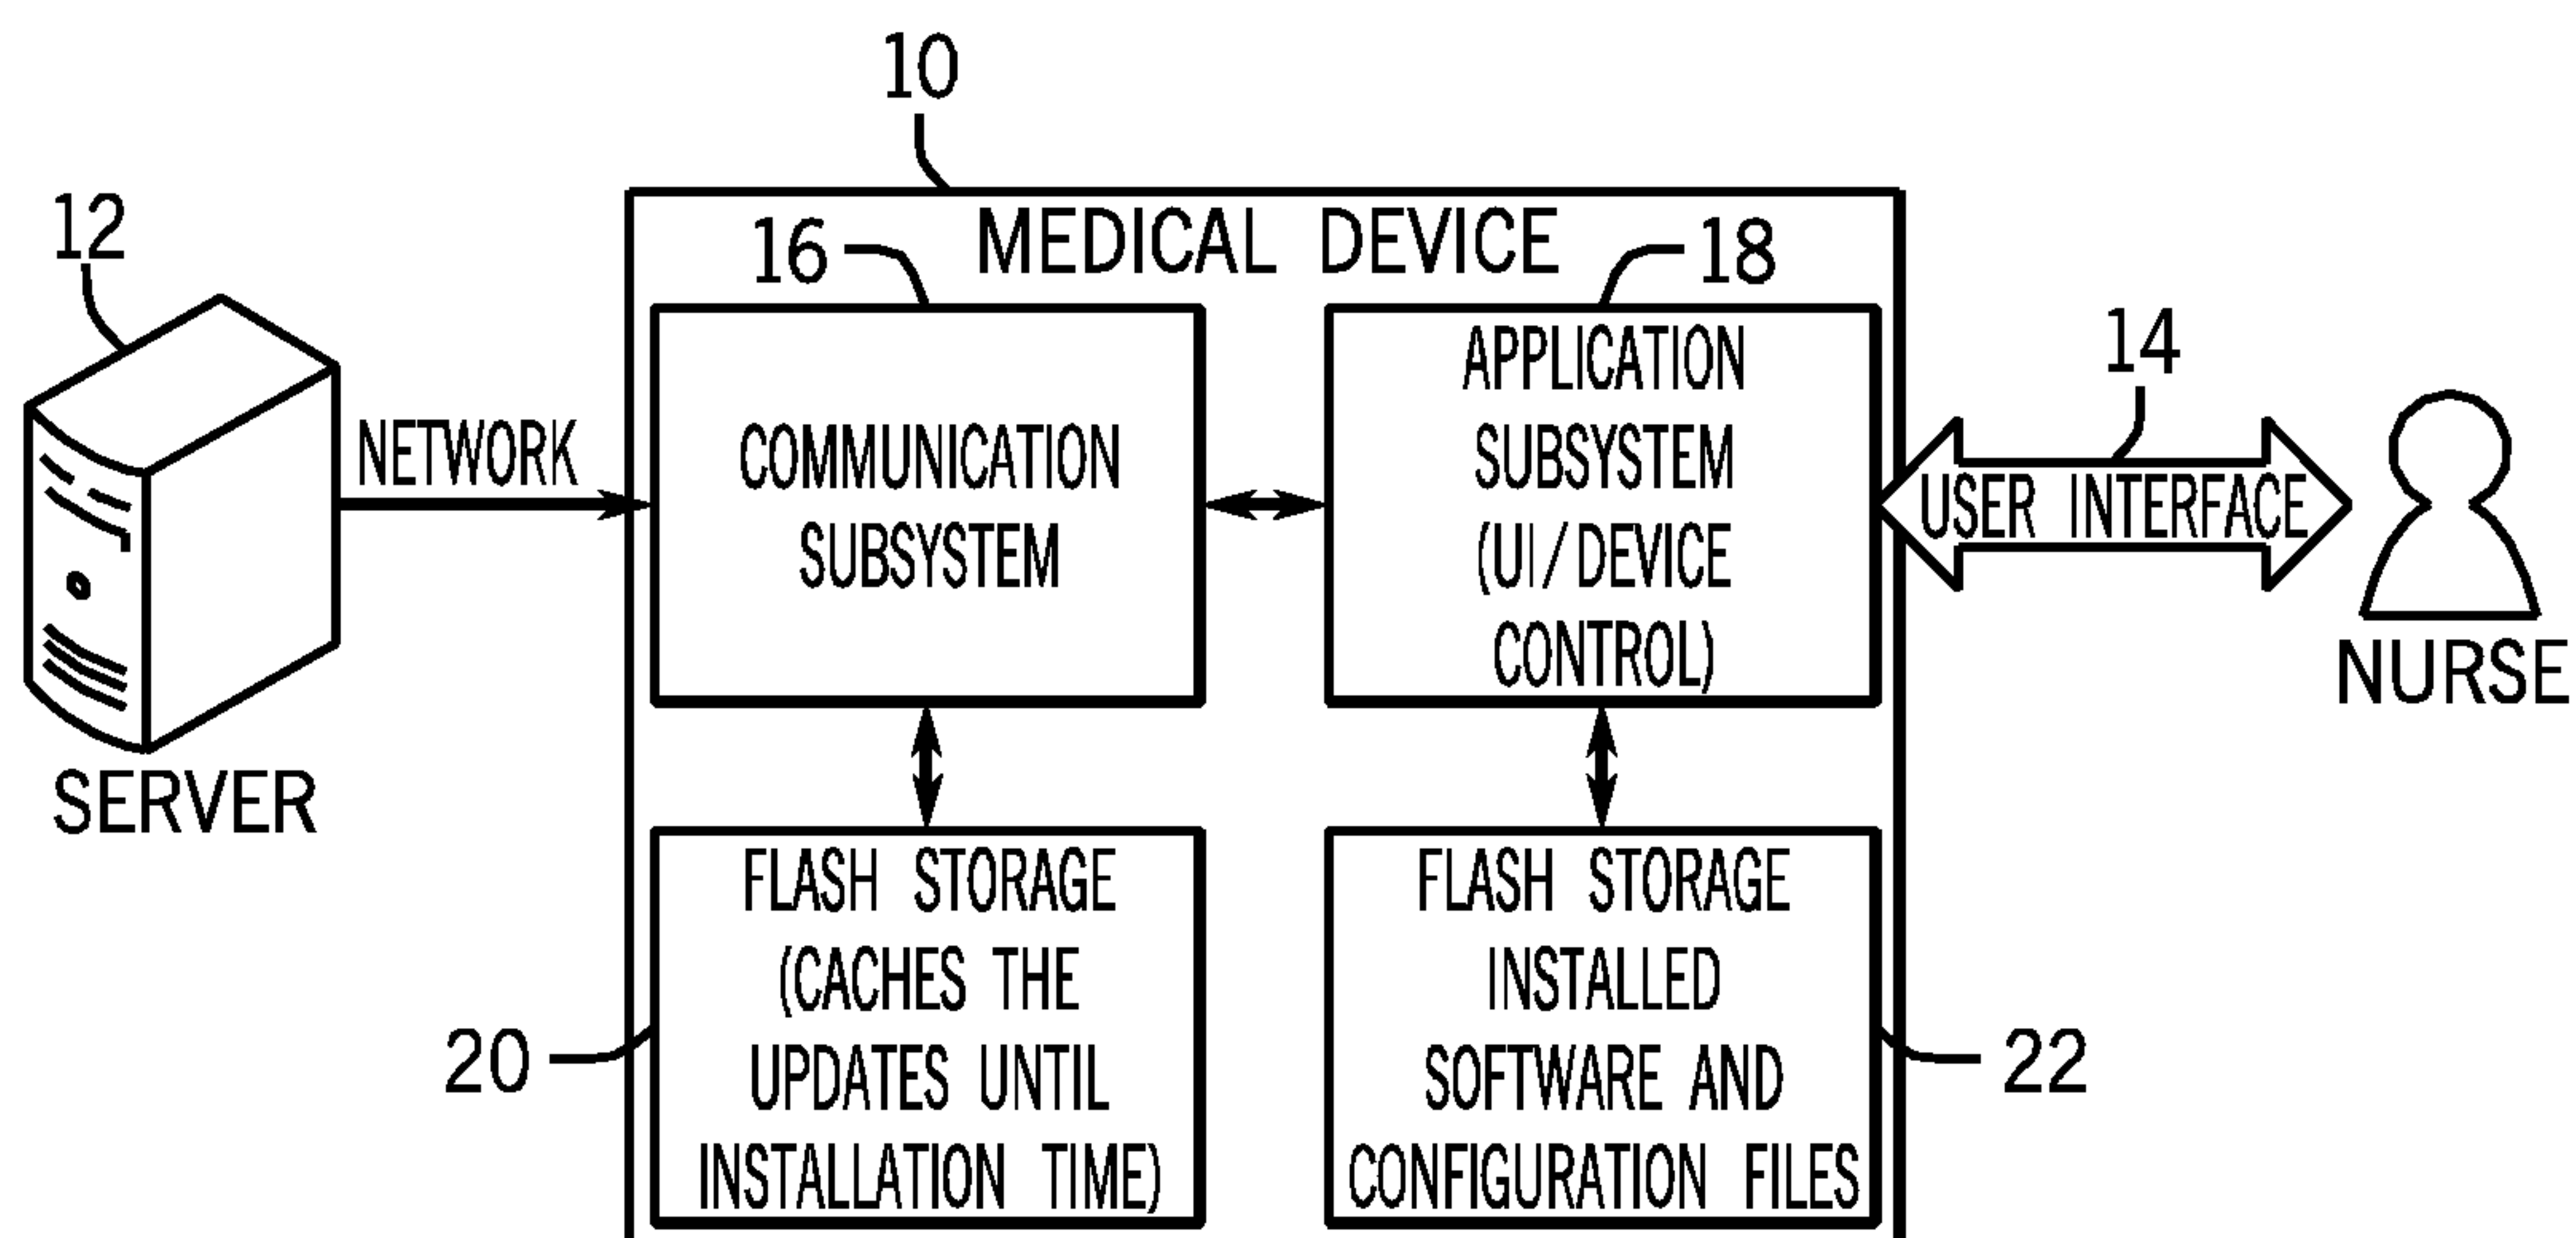 10
12
MEDICAL DEVICE
16
18
14
NETWORK
COMMUNICATION
SUBSYSTEM
APPLICATION
SUBSYSTEM
(UI/DEVICE
CONTROL)
USER INTERFACE
NURSE
SERVER
FLASH STORAGE
(CACHES THE
UPDATES UNTIL
INSTALLATION TIME)
FLASH STORAGE
INSTALLED
SOFTWARE AND
CONFIGURATION FILES
20
22